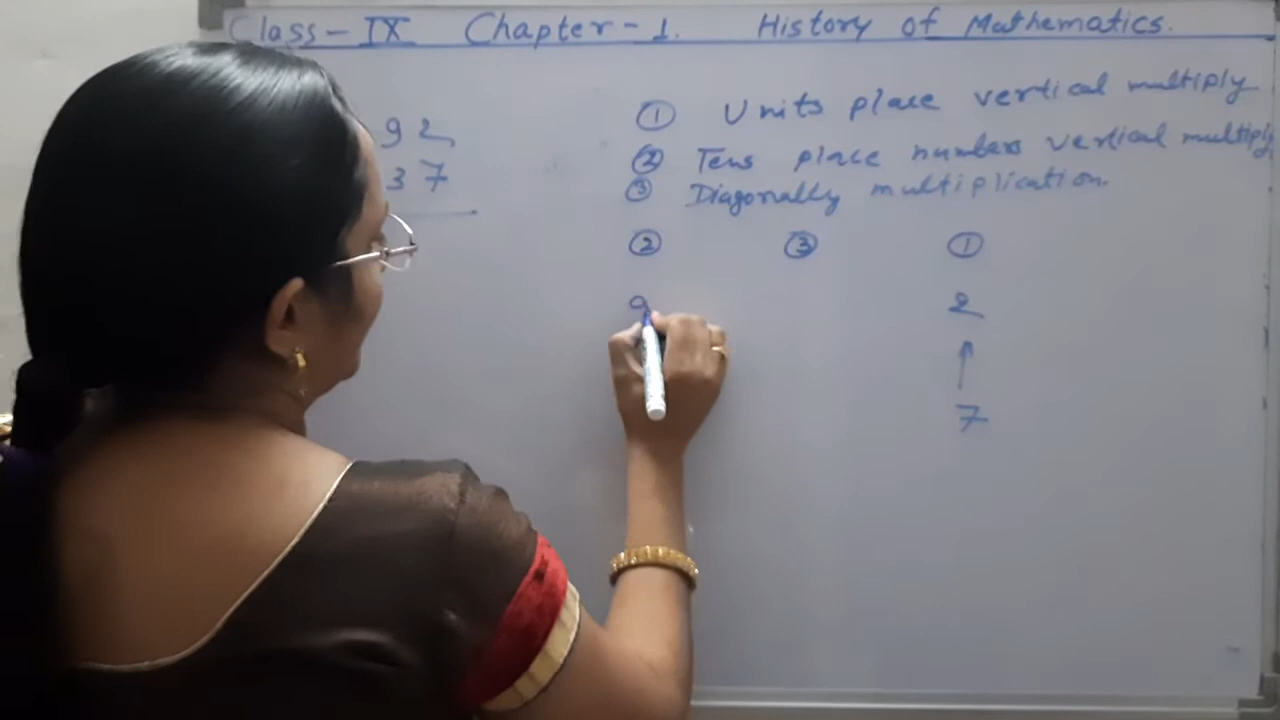 Class-IX Chapter-1. History of Mathematics.
92
37
① Units place vertical multiply
② Tens place numbers vertical multiply
③ Diagonally multiplication.
② ③ ①
9 2
↑
7